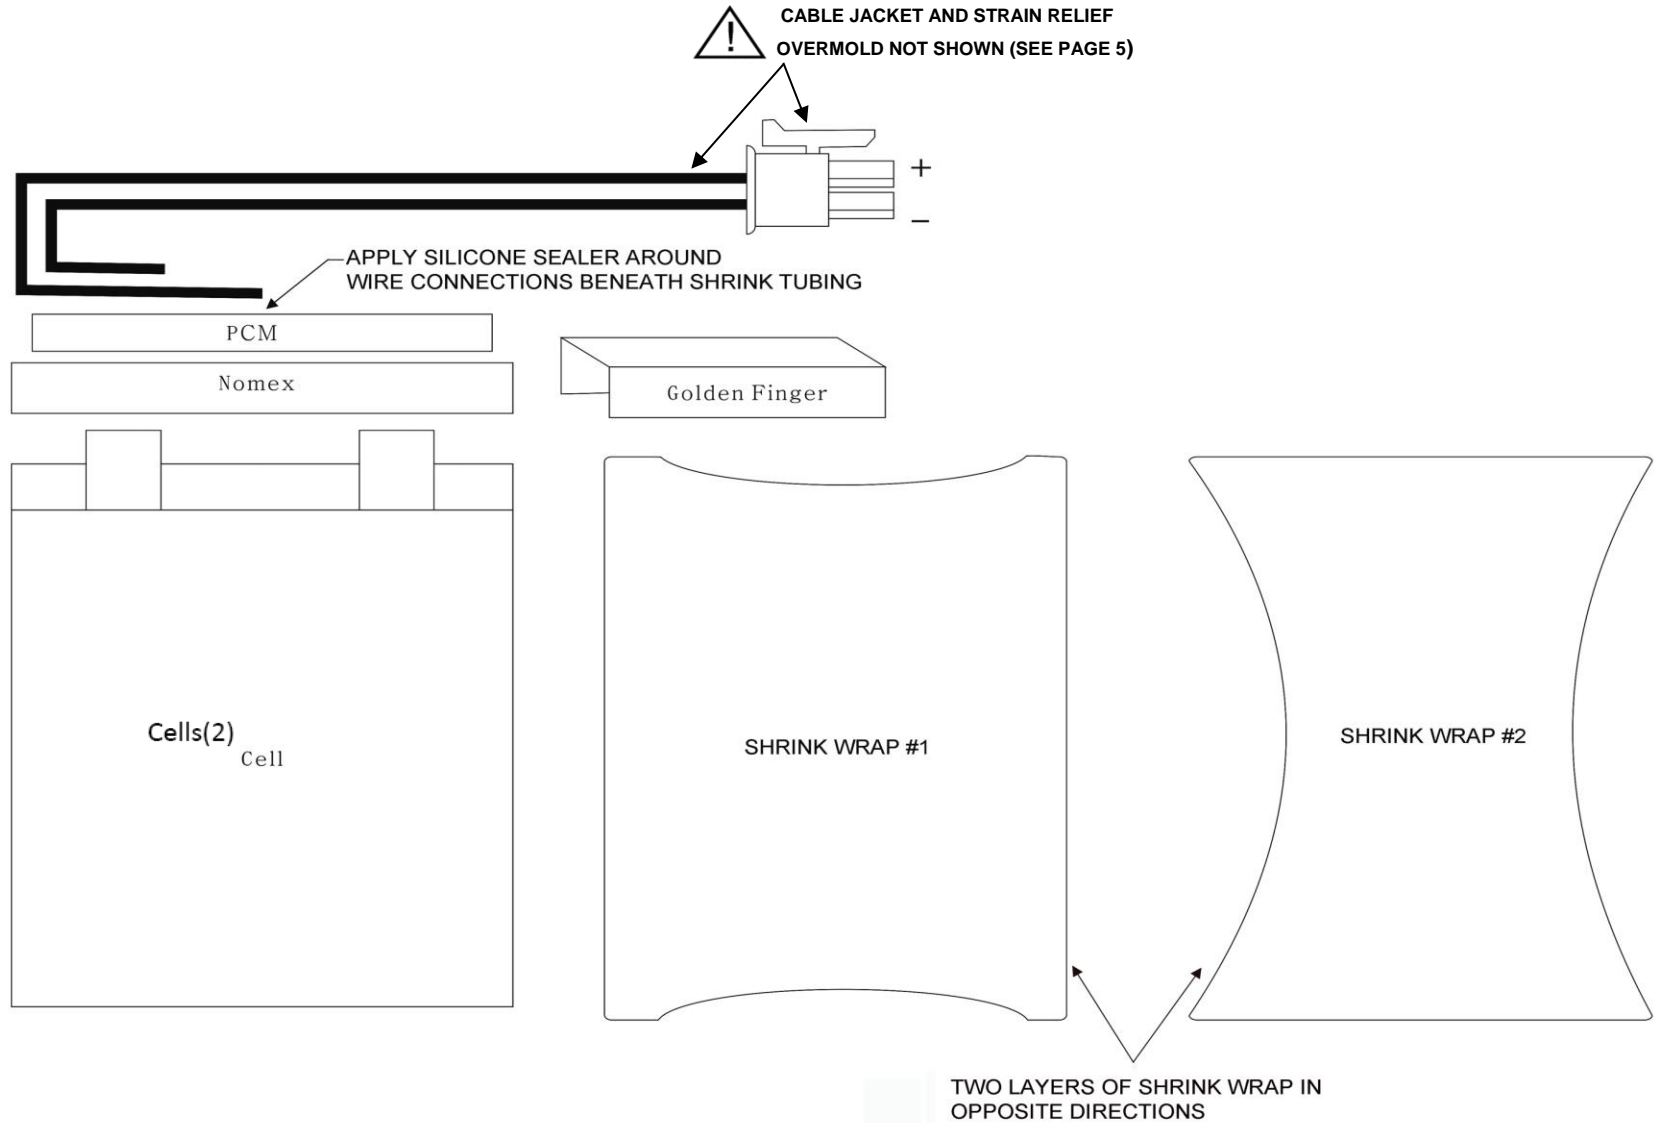 CABLE JACKET AND STRAIN RELIEF
OVERMOLD NOT SHOWN (SEE PAGE 5)
!
+
−
APPLY SILICONE SEALER AROUND
WIRE CONNECTIONS BENEATH SHRINK TUBING
PCM
Nomex
Golden Finger
Cells(2)
Cell
SHRINK WRAP #1
SHRINK WRAP #2
TWO LAYERS OF SHRINK WRAP IN
OPPOSITE DIRECTIONS